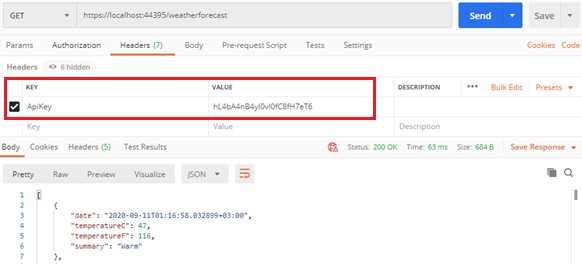 GET https://localhost:44395/weatherforecast Send Save
Params Authorization Headers (7) Body Pre-request Script Tests Settings Cookies Code
Headers 6 hidden
KEY VALUE DESCRIPTION ••• Bulk Edit Presets
ApiKey hL4bA4nB4yI0vI0fC8fH7eT6
Key Value Description
Body Cookies Headers (5) Test Results Status: 200 OK Time: 63 ms Size: 684 B Save Response
Pretty Raw Preview Visualize JSON
1 [
2 {
3 "date": "2020-09-11T01:16:58.032899+03:00",
4 "temperatureC": 47,
5 "temperatureF": 116,
6 "summary": "Warm"
7 },